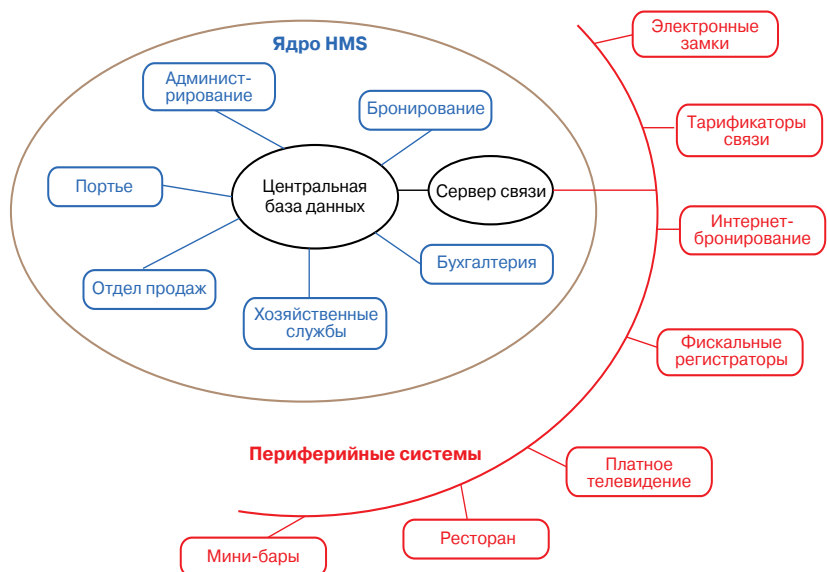 Электронные
замки
Ядро HMS
Админист-
рирование
Бронирование
Тарификаторы
связи
Портье
Центральная
база данных
Сервер связи
Интернет-
бронирование
Бухгалтерия
Отдел продаж
Хозяйственные
службы
Фискальные
регистраторы
Периферийные системы
Платное
телевидение
Ресторан
Мини-бары